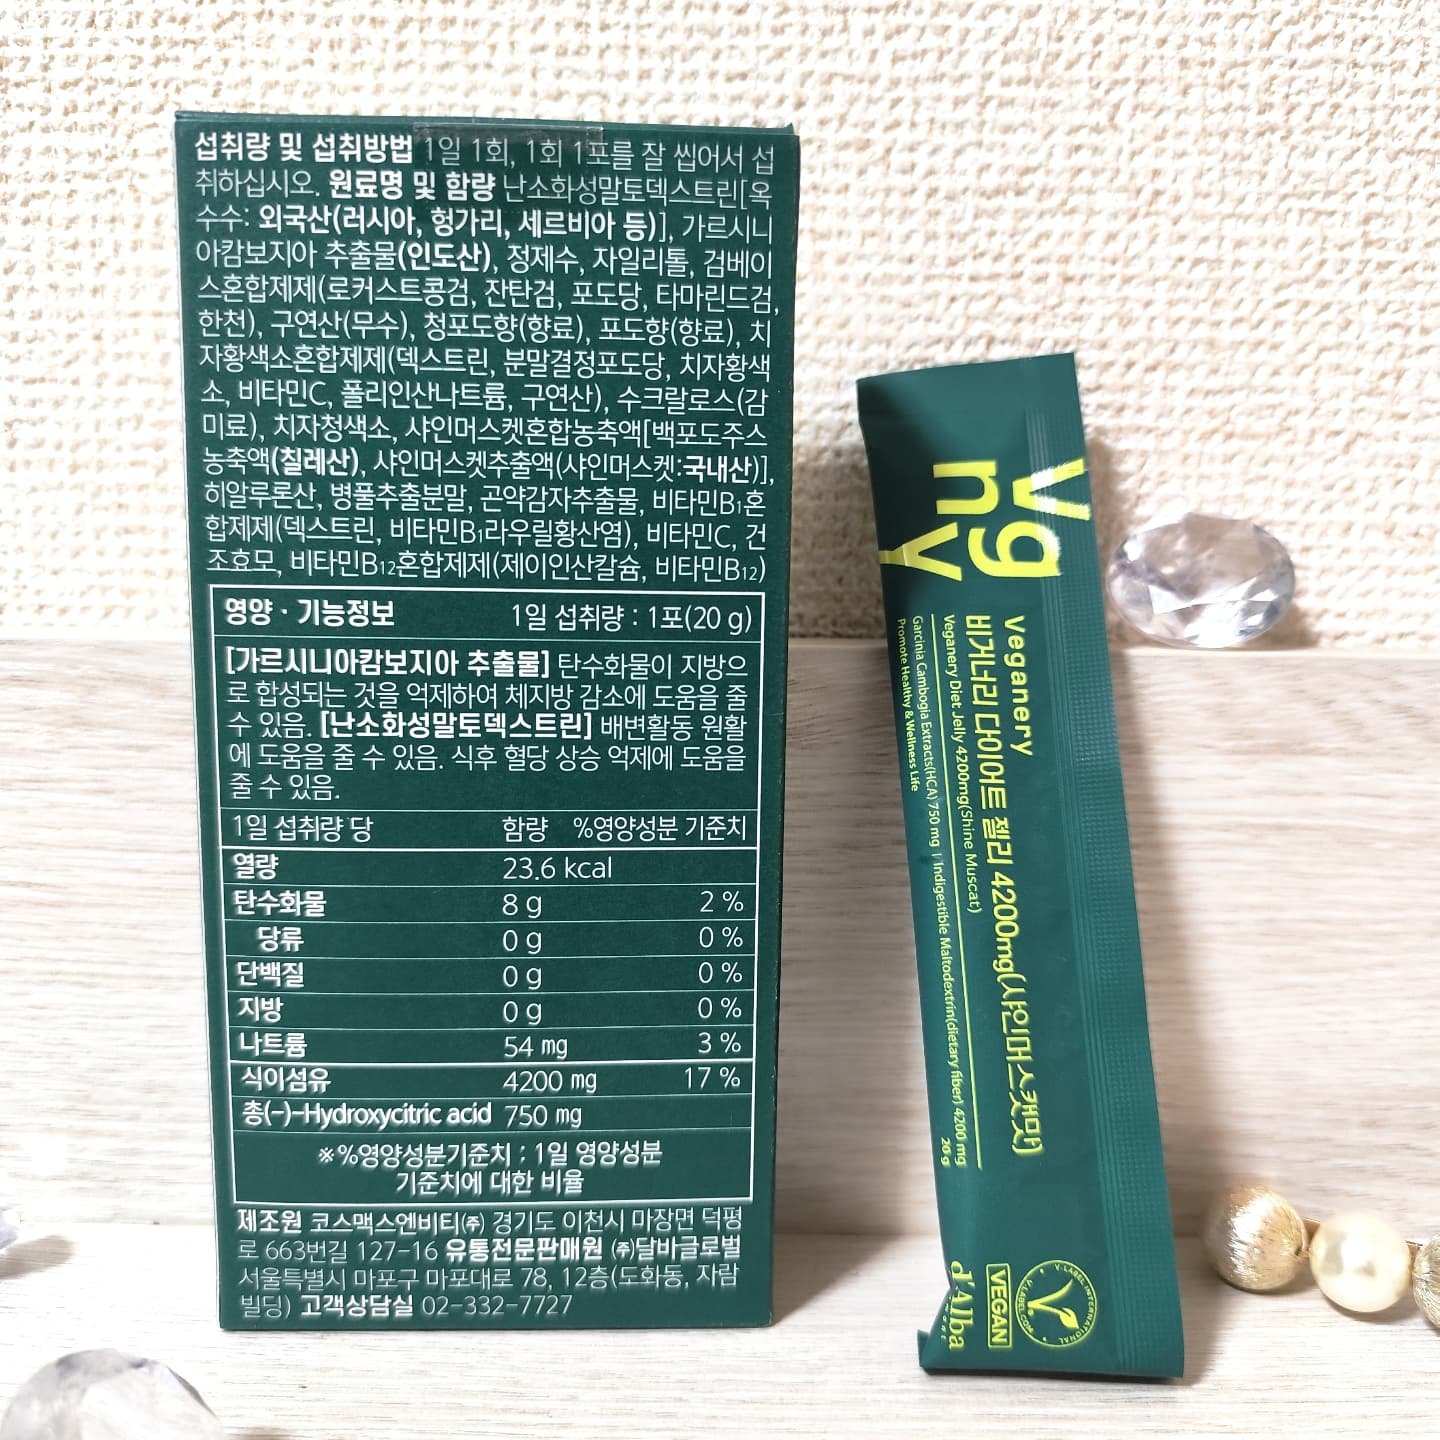 섭취량 및 섭취방법 1일 1회, 1회 1포를 잘 씹어서 섭
취하십시오. 원료명 및 함량 난소화성말토덱스트린[옥
수수: 외국산(러시아, 헝가리, 세르비아 등)], 가르시니
아캄보지아 추출물(인도산), 정제수, 자일리톨, 검베이
스혼합제제(로커스트콩검, 잔탄검, 포도당, 타마린드검,
한천), 구연산(무수), 청포도향(향료), 포도향(향료), 치
자황색소혼합제제(덱스트린, 분말결정포도당, 치자황색
소, 비타민C, 폴리인산나트륨, 구연산), 수크랄로스(감
미료), 치자청색소, 샤인머스켓혼합농축액[백포도주스
농축액(칠레산), 샤인머스켓추출액(샤인머스켓:국내산)],
히알루론산, 병풀추출분말, 곤약감자추출물, 비타민B₁혼
합제제(덱스트린, 비타민B₁라우릴황산염), 비타민C, 건
조효모, 비타민B₁₂혼합제제(제이인산칼슘, 비타민B₁₂)
영양·기능정보 1일 섭취량 : 1포(20 g)
[가르시니아캄보지아 추출물] 탄수화물이 지방으
로 합성되는 것을 억제하여 체지방 감소에 도움을 줄
수 있음. [난소화성말토덱스트린] 배변활동 원활
에 도움을 줄 수 있음. 식후 혈당 상승 억제에 도움을
줄 수 있음.
1일 섭취량 당 함량 %영양성분 기준치
열량 23.6 kcal
탄수화물 8 g 2 %
당류 0 g 0 %
단백질 0 g 0 %
지방 0 g 0 %
나트륨 54 mg 3 %
식이섬유 4200 mg 17 %
총(-)-Hydroxycitric acid 750 mg
※%영양성분기준치 : 1일 영양성분
기준치에 대한 비율
제조원 코스맥스엔비티(주) 경기도 이천시 마장면 덕평
로 663번길 127-16 유통전문판매원 (주)달바글로벌
서울특별시 마포구 마포대로 78, 12층(도화동, 자람
빌딩) 고객상담실 02-332-7727
Vg
ny
Veganery
비거너리 다이어트 젤리 4200mg(샤인머스캣맛)
Veganery Diet Jelly 4200mg(Shine Muscat)
Garcinia Cambogia Extracts(HCA) 750 mg | Indigestible Maltodextrin(dietary fiber) 4200 mg
Promote Healthy & Wellness Life
20 g
V-LABEL INTERNATIONAL
V-LABEL.COM
VEGAN
d'Alba